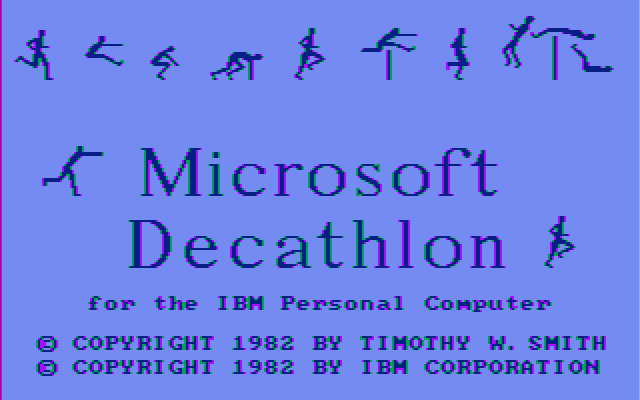 Microsoft
Decathlon
for the IBM Personal Computer
© COPYRIGHT 1982 BY TIMOTHY W. SMITH
© COPYRIGHT 1982 BY IBM CORPORATION